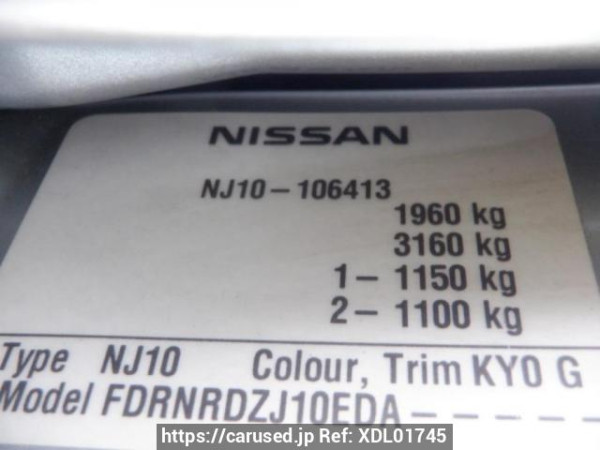 NISSAN
NJ10-106413
1960 kg
3160 kg
1- 1150 kg
2- 1100 kg
Type NJ10 Colour, Trim KY0 G
Model FDRNRDZJ10EDA-----
https://carused.jp Ref: XDL01745